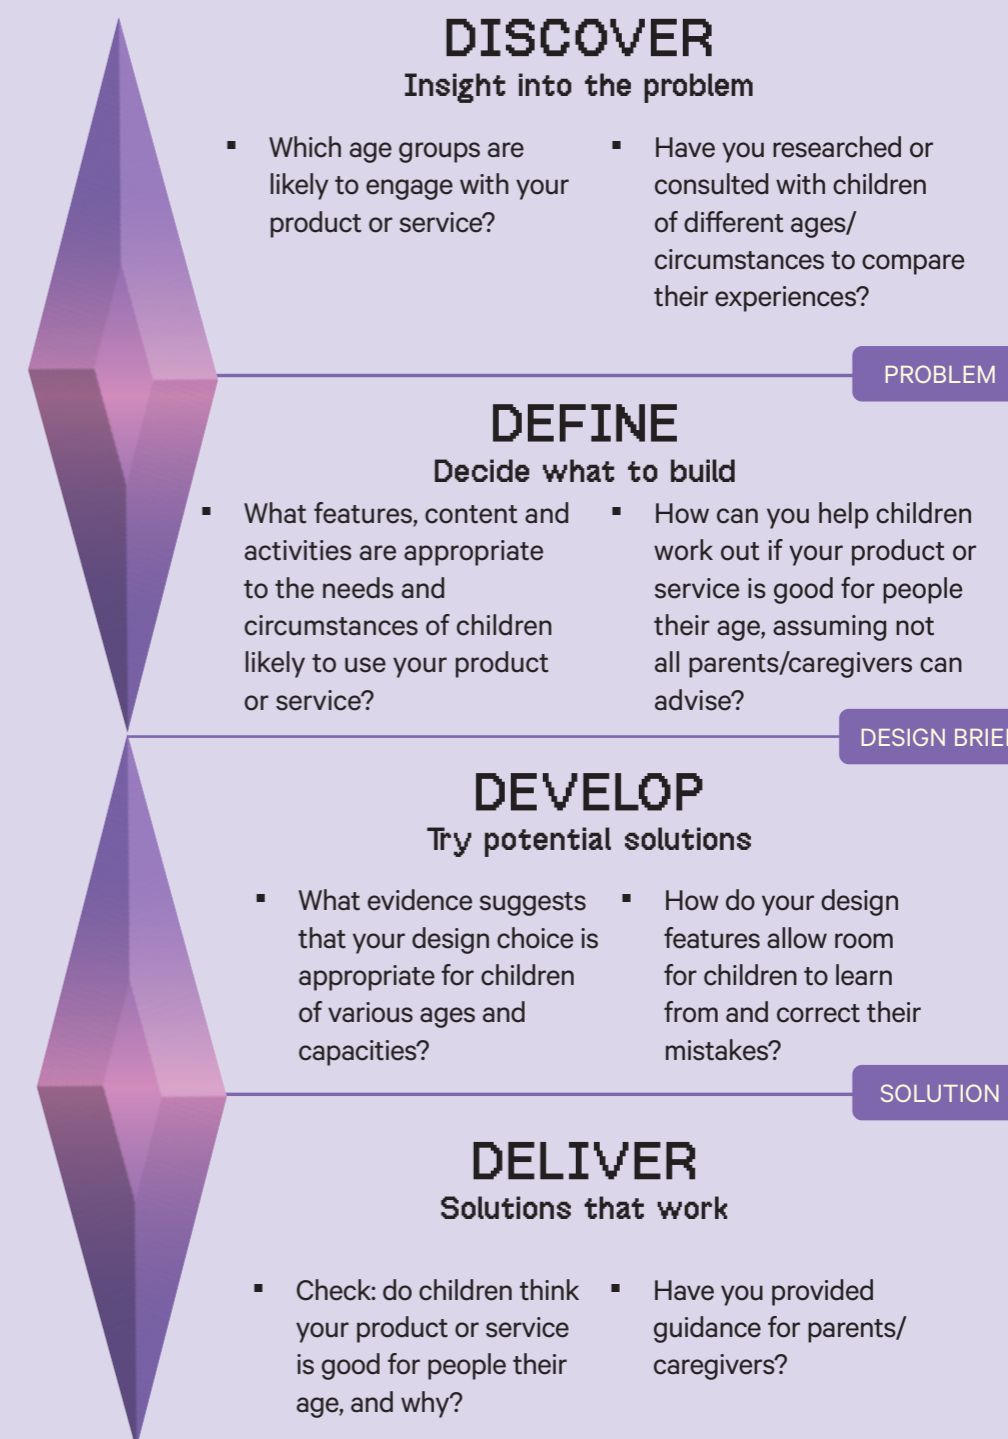 DISCOVER
Insight into the problem
▪ Which age groups are
likely to engage with your
product or service?
▪ Have you researched or
consulted with children
of different ages/
circumstances to compare
their experiences?
PROBLEM
DEFINE
Decide what to build
▪ What features, content and
activities are appropriate
to the needs and
circumstances of children
likely to use your product
or service?
▪ How can you help children
work out if your product or
service is good for people
their age, assuming not
all parents/caregivers can
advise?
DESIGN
DEVELOP
Try potential solutions
▪ What evidence suggests
that your design choice is
appropriate for children
of various ages and
capacities?
▪ How do your design
features allow room
for children to learn
from and correct their
mistakes?
SOLUTION
DELIVER
Solutions that work
▪ Check: do children think
your product or service
is good for people their
age, and why?
▪ Have you provided
guidance for parents/
caregivers?